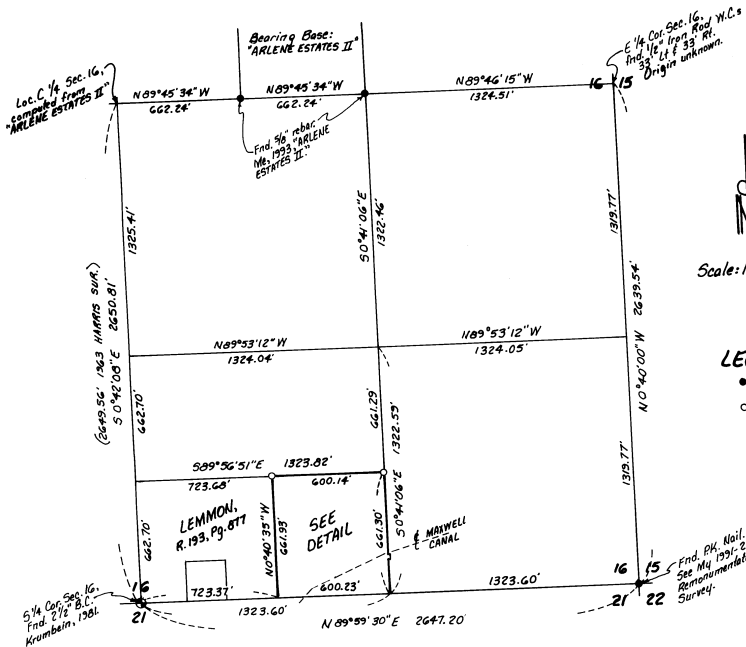 Bearing Base:
"ARLENE ESTATES II"
Loc. C ¼ Sec. 16,
computed from
"ARLENE ESTATES II"
N 89°45'34" W
662.24'
N89°45'34"W
662.24'
N89°46'15"W
1324.51'
16 15
E ¼ Cor. Sec. 16,
fnd. ½" Iron Rod, W.C.s
33' Lt & 33' Rt.
Origin unknown.
Fnd. ⅝" rebar.
Me, 1993, "ARLENE
ESTATES II."
1325.41'
S 0°41'06" E
1322.46'
1319.77'
Scale: 1
(2649.56' 1963 HARRIS SUR.)
S 0°42'08"E 2650.81'
N 0°40'00" W 2639.54'
N89°53'12"W
1324.04'
N89°53'12"W
1324.05'
662.70'
661.29'
1322.59'
1319.77'
S89°56'51"E 1323.82'
723.68'
600.14'
662.70'
LEMMON,
R. 193, Pg. 877
N0°40'35"W
661.93'
SEE
DETAIL
661.30'
S 0°41'06"E
℄ MAXWELL
CANAL
723.37'
600.23'
1323.60'
1323.60'
N 89°59'30"E 2647.20'
S ¼ Cor. Sec. 16,
Fnd. 2½" B.C.
Krumbein, 1981.
16
21
16 15
21 22
Fnd. P.K. Nail.
See My 1991-2
Remonumentat
Survey.